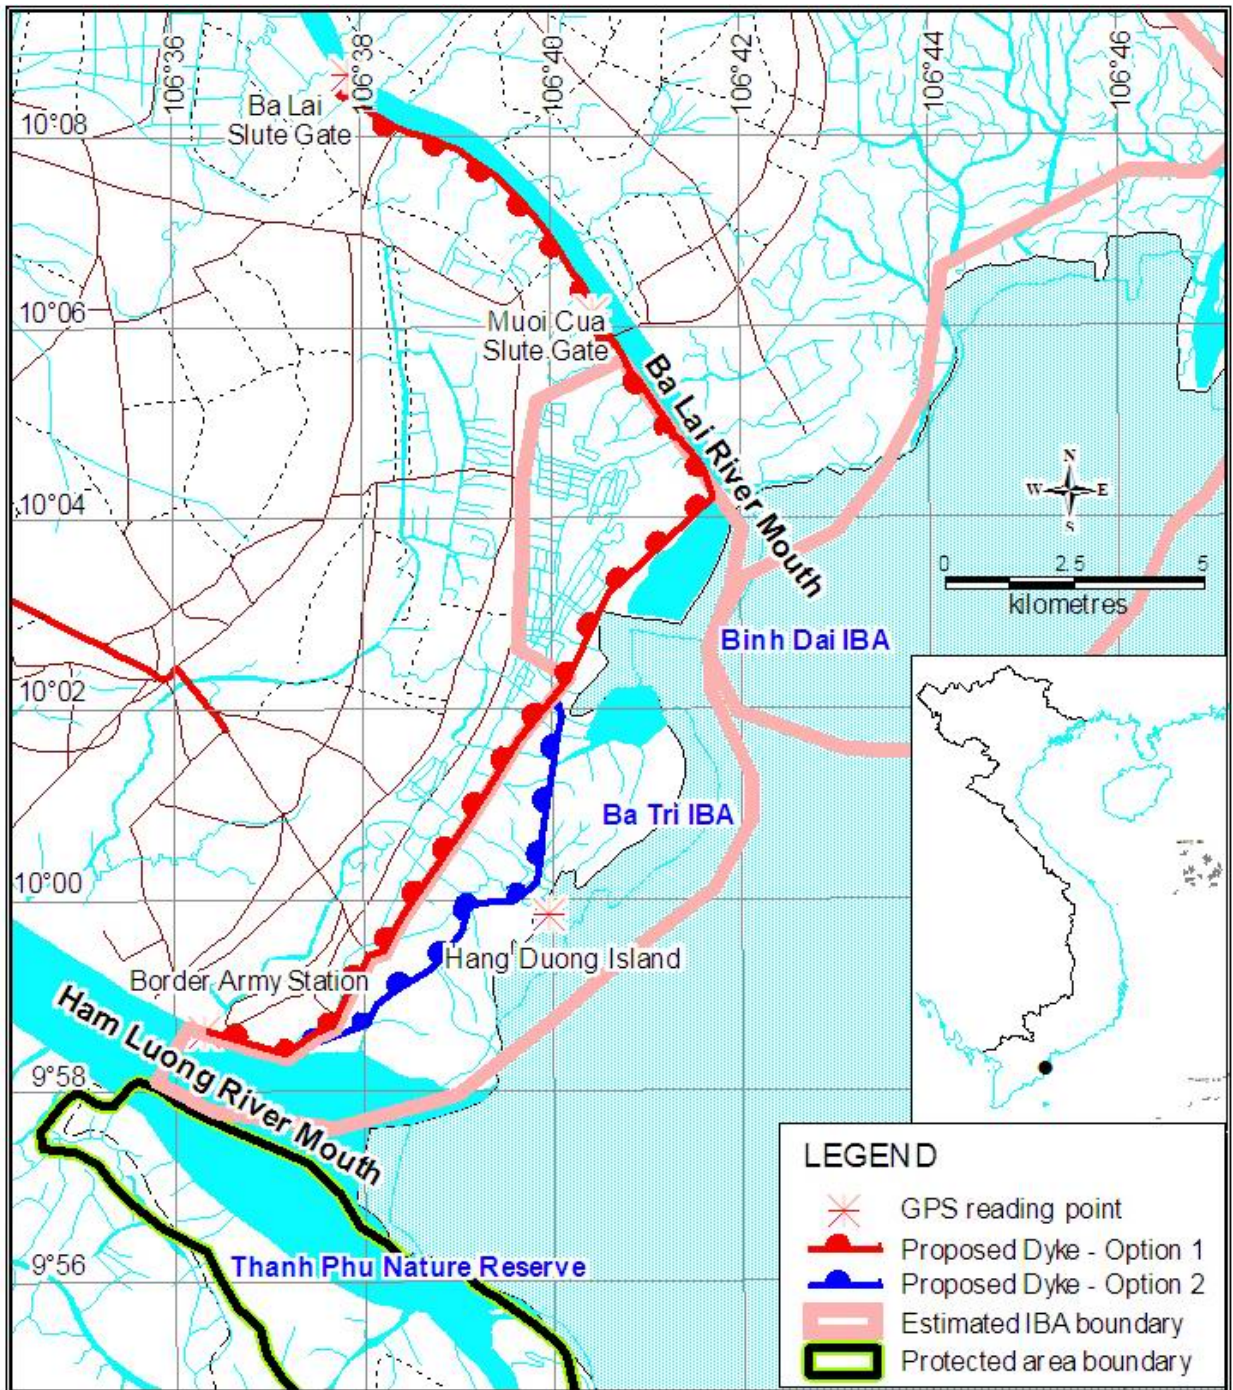 106°36
106°38
106°40
106°42
106°44
106°46
Ba Lai
Slute Gate
10°08
10°06
Muoi Cua
Slute Gate
Ba Lai River Mouth
10°04
N
W
E
S
0
2.5
5
kilometres
Binh Dai IBA
10°02
Ba Tri IBA
10°00
Hang Duong Island
Border Army Station
Ham Luong River Mouth
9°58
Thanh Phu Nature Reserve
9°56
LEGEND
GPS reading point
Proposed Dyke - Option 1
Proposed Dyke - Option 2
Estimated IBA boundary
Protected area boundary